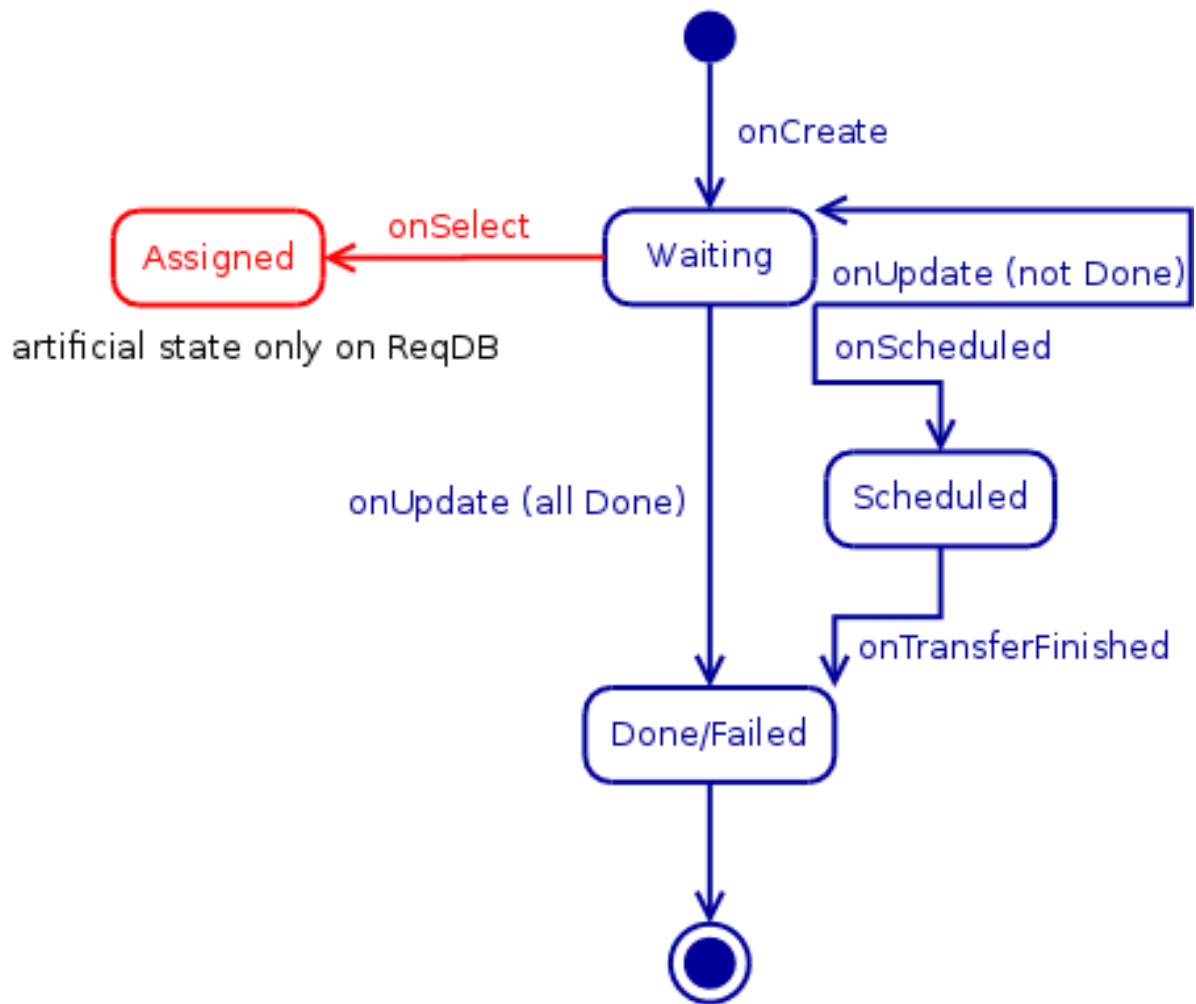 onCreate
onSelect
Assigned
Waiting
onUpdate (not Done)
artificial state only on ReqDB
onScheduled
onUpdate (all Done)
Scheduled
onTransferFinished
Done/Failed